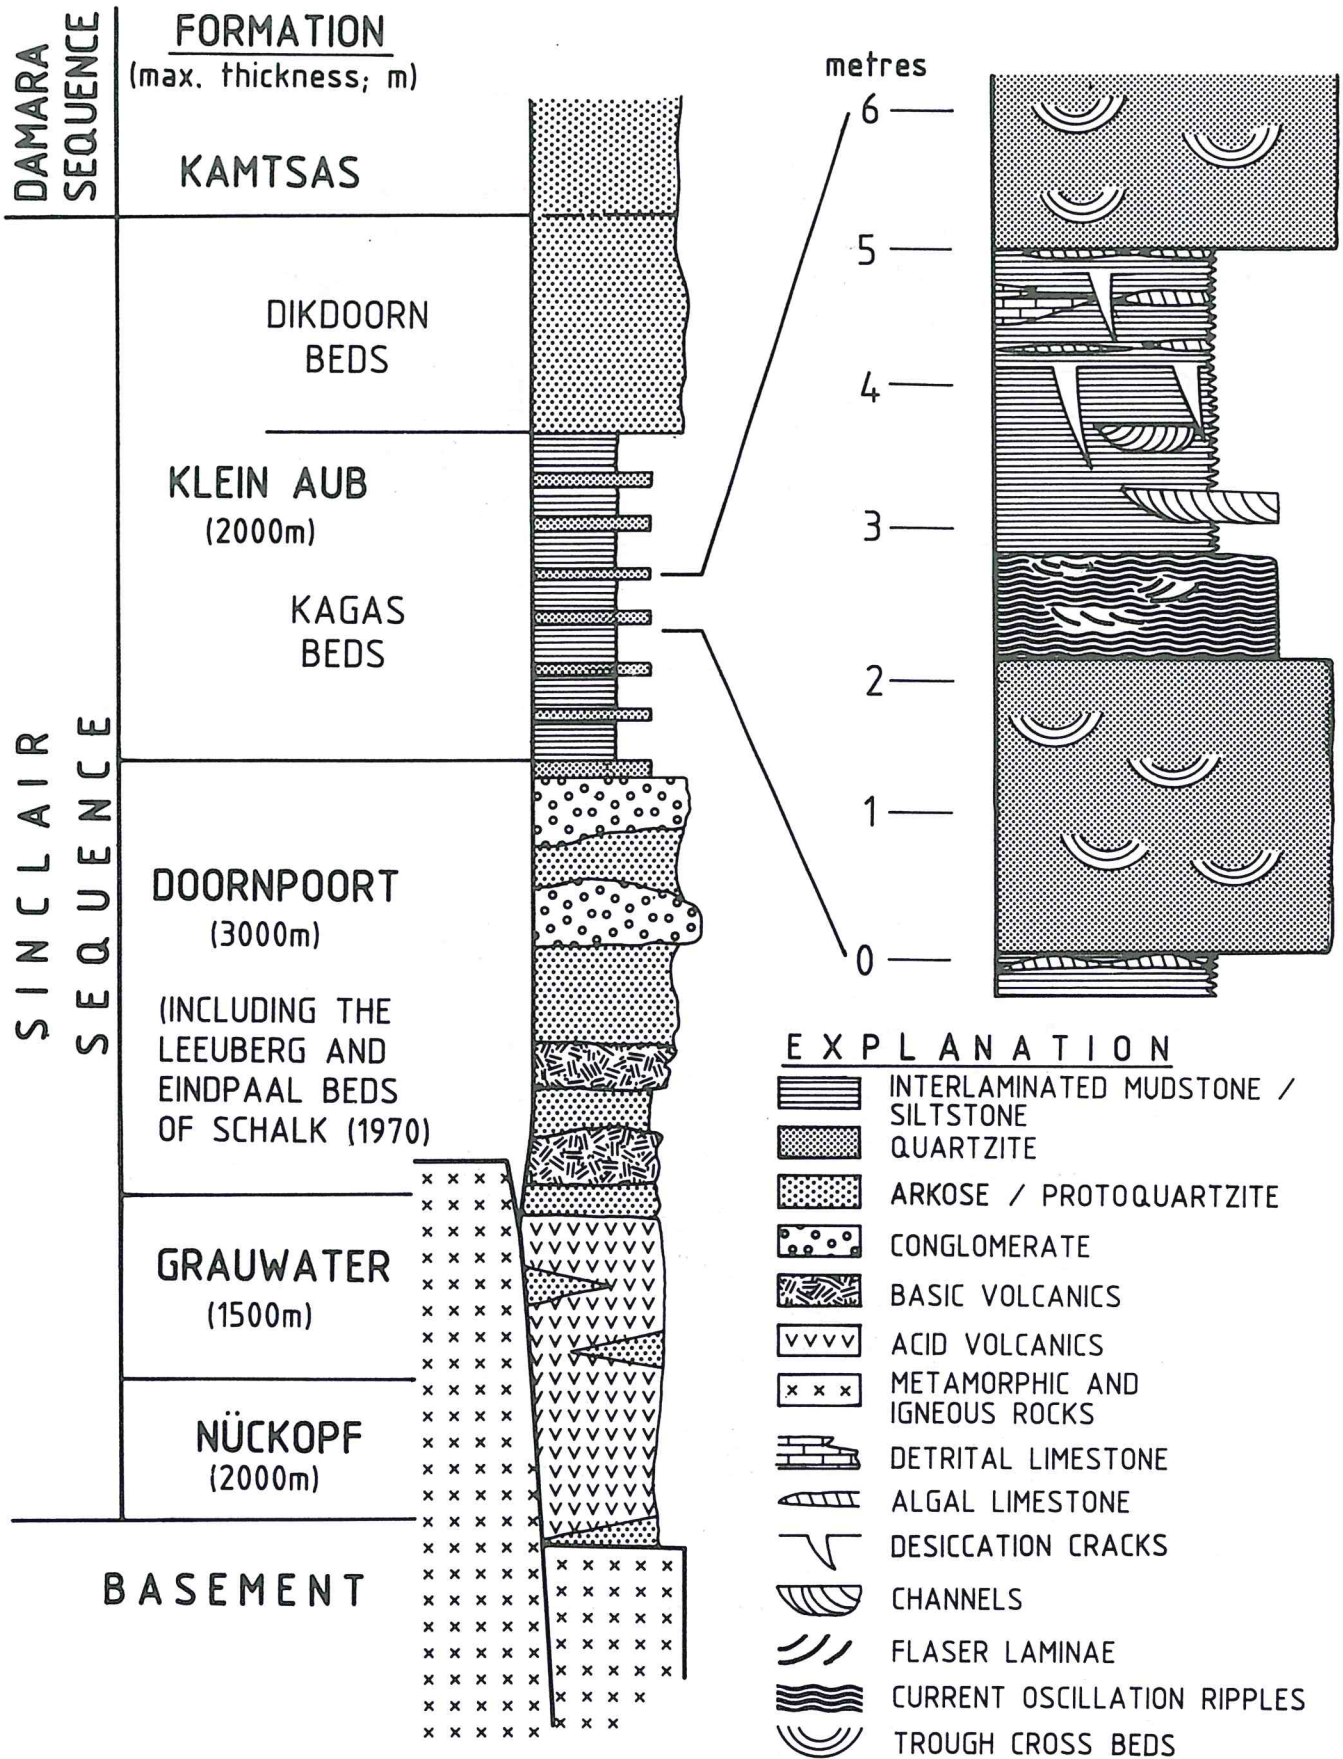 DAMARA
SEQUENCE
FORMATION
(max. thickness; m)
KAMTSAS
DIKDOORN
BEDS
KLEIN AUB
(2000m)
KAGAS
BEDS
SINCLAIR
SEQUENCE
DOORNPOORT
(3000m)
(INCLUDING THE
LEEUBERG AND
EINDPAAL BEDS
OF SCHALK (1970)
GRAUWATER
(1500m)
NÜCKOPF
(2000m)
BASEMENT
metres
6
5
4
3
2
1
0
EXPLANATION
INTERLAMINATED MUDSTONE /
SILTSTONE
QUARTZITE
ARKOSE / PROTOQUARTZITE
CONGLOMERATE
BASIC VOLCANICS
ACID VOLCANICS
METAMORPHIC AND
IGNEOUS ROCKS
DETRITAL LIMESTONE
ALGAL LIMESTONE
DESICCATION CRACKS
CHANNELS
FLASER LAMINAE
CURRENT OSCILLATION RIPPLES
TROUGH CROSS BEDS